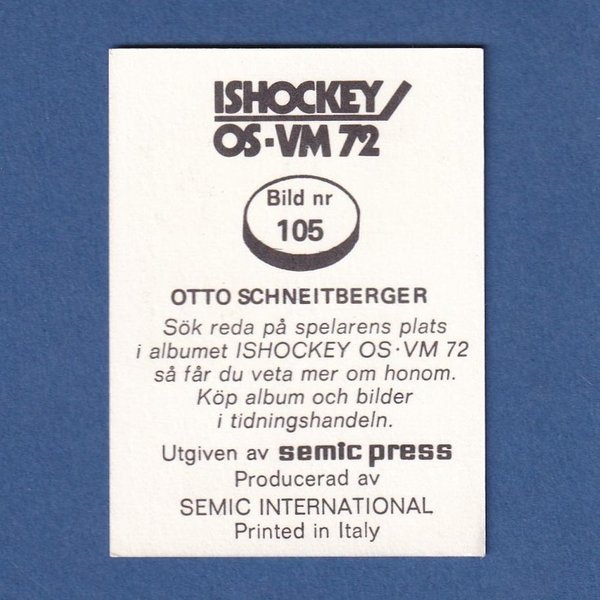 ISHOCKEY
OS·VM 72
Bild nr
105
OTTO SCHNEITBERGER
Sök reda på spelarens plats
i albumet ISHOCKEY OS·VM 72
så får du veta mer om honom.
Köp album och bilder
i tidningshandeln.
Utgiven av semic press
Producerad av
SEMIC INTERNATIONAL
Printed in Italy